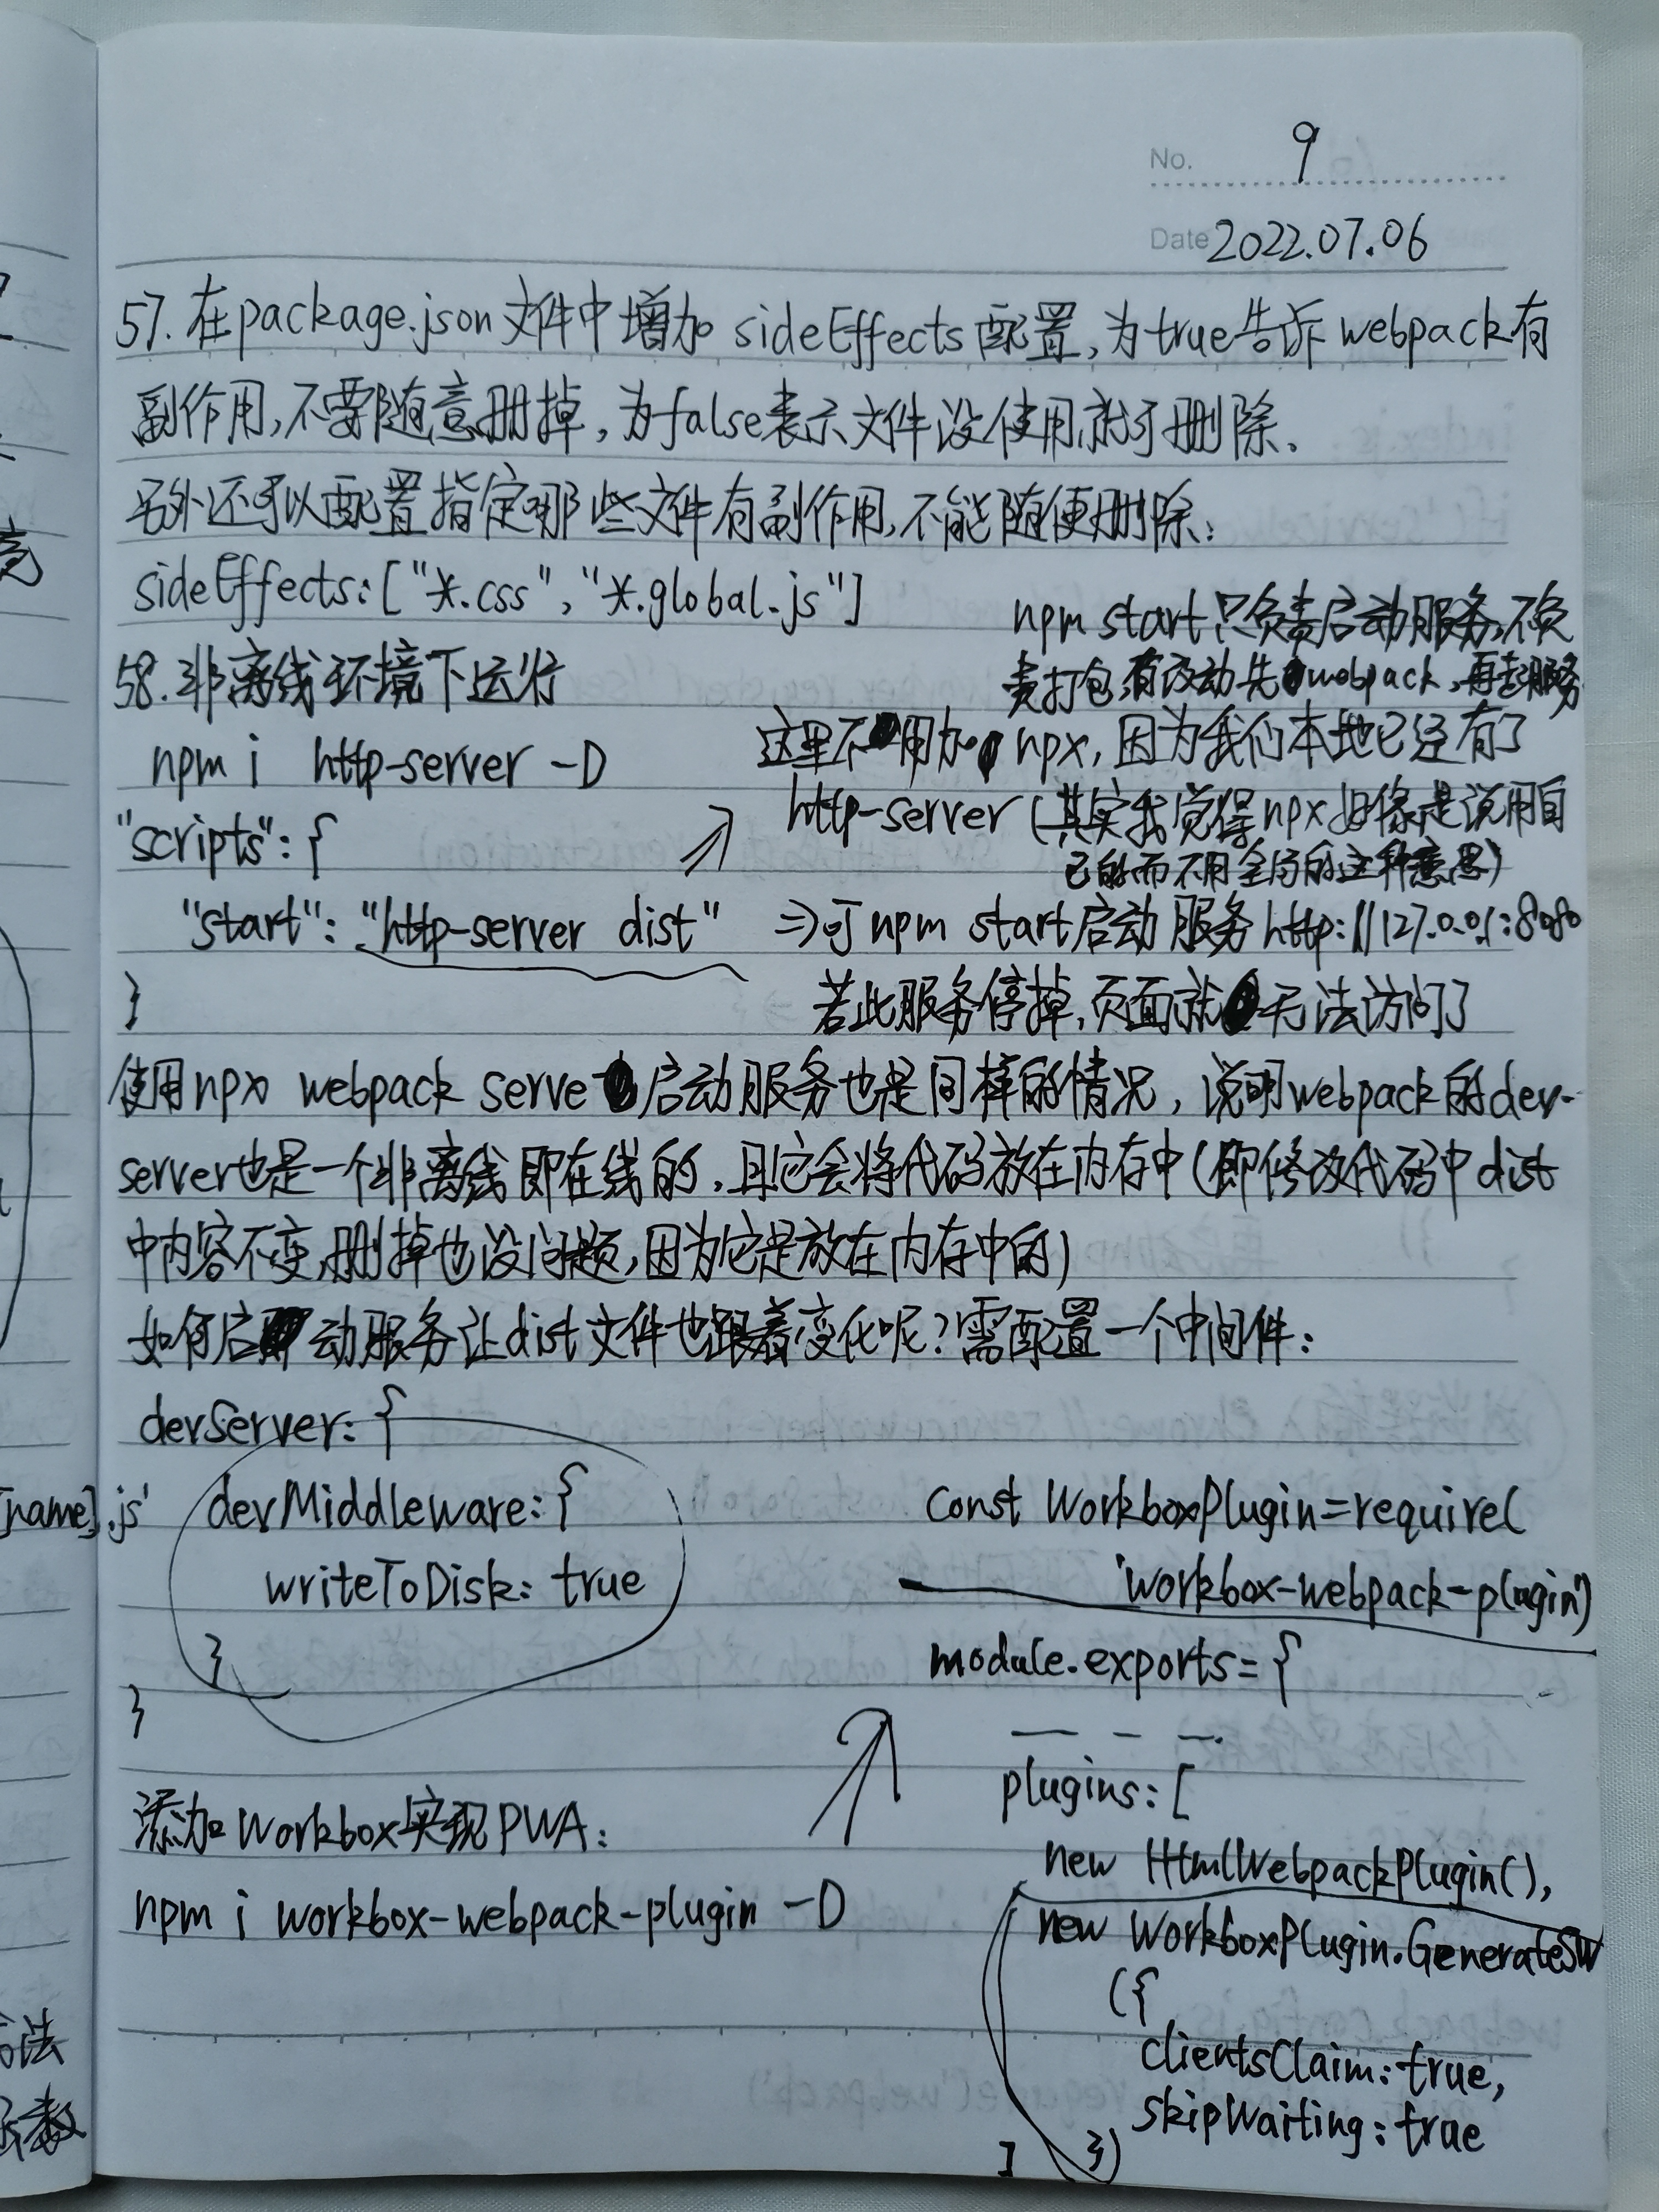 No. 9
Date 2022.07.06
57. 在package.json文件中增加 sideEffects配置,为true告诉webpack有
副作用,不要随意删掉,为false表示文件没使用就可删除.
另外还可以配置指定哪些文件有副作用,不能随便删除:
sideEffects:["*.css","*.global.js"]
58.非离线环境下运行
npm i http-server -D
"scripts":{
"start": "http-server dist"
}
npm start只负责启动服务,不负
责打包,有改动先webpack,再起服务
这里不用加npx,因为我们本地已经有了
http-server(其实我觉得npx好像是说用自
己的而不用全局的这种意思)
⇒可npm start启动服务http://127.0.0.1:8080
若此服务停掉,页面就无法访问了
使用npx webpack serve启动服务也是同样的情况,说明webpack的dev-
server也是一个非离线即在线的,且它会将代码放在内存中(即修改代码中dist
中内容不变,删掉也没问题,因为它是放在内存中的)
如何启动服务让dist文件也跟着变化呢?需配置一个中间件:
devServer:{
devMiddleware:{
writeToDisk: true
}
}
添加Workbox实现PWA:
npm i workbox-webpack-plugin -D
const WorkboxPlugin=require(
'workbox-webpack-plugin')
module.exports={
plugins:[
new HtmlWebpackPlugin(),
new WorkboxPlugin.GenerateSW
({
clientsClaim:true,
skipWaiting:true
})
]
[name].js'